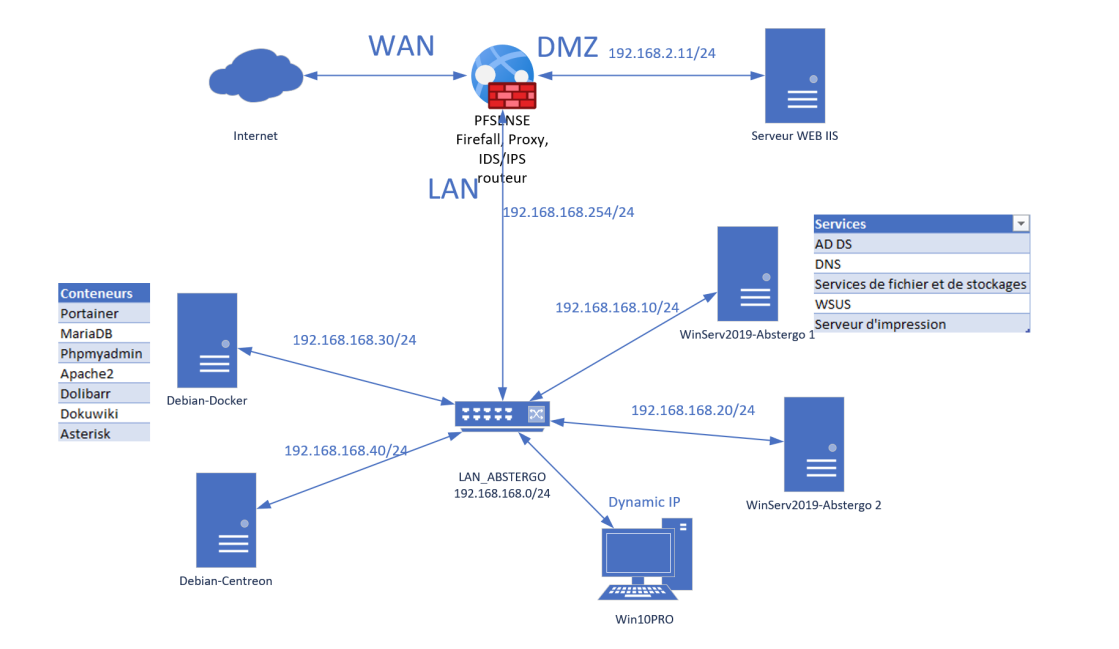 WAN
DMZ
192.168.2.11/24
Internet
PFSENSE
Firefall, Proxy,
IDS/IPS
routeur
Serveur WEB IIS
LAN
192.168.168.254/24
Services
AD DS
DNS
Services de fichier et de stockages
WSUS
Serveur d'impression
192.168.168.10/24
WinServ2019-Abstergo 1
Conteneurs
Portainer
MariaDB
Phpmyadmin
Apache2
Dolibarr
Dokuwiki
Asterisk
192.168.168.30/24
Debian-Docker
192.168.168.20/24
WinServ2019-Abstergo 2
192.168.168.40/24
Debian-Centreon
LAN_ABSTERGO
192.168.168.0/24
Dynamic IP
Win10PRO